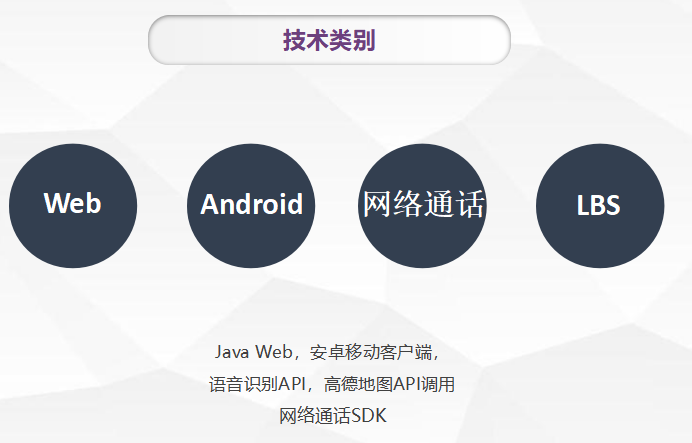 技术类别
Web
Android
网络通话
LBS
Java Web，安卓移动客户端，
语音识别API，高德地图API调用
网络通话SDK